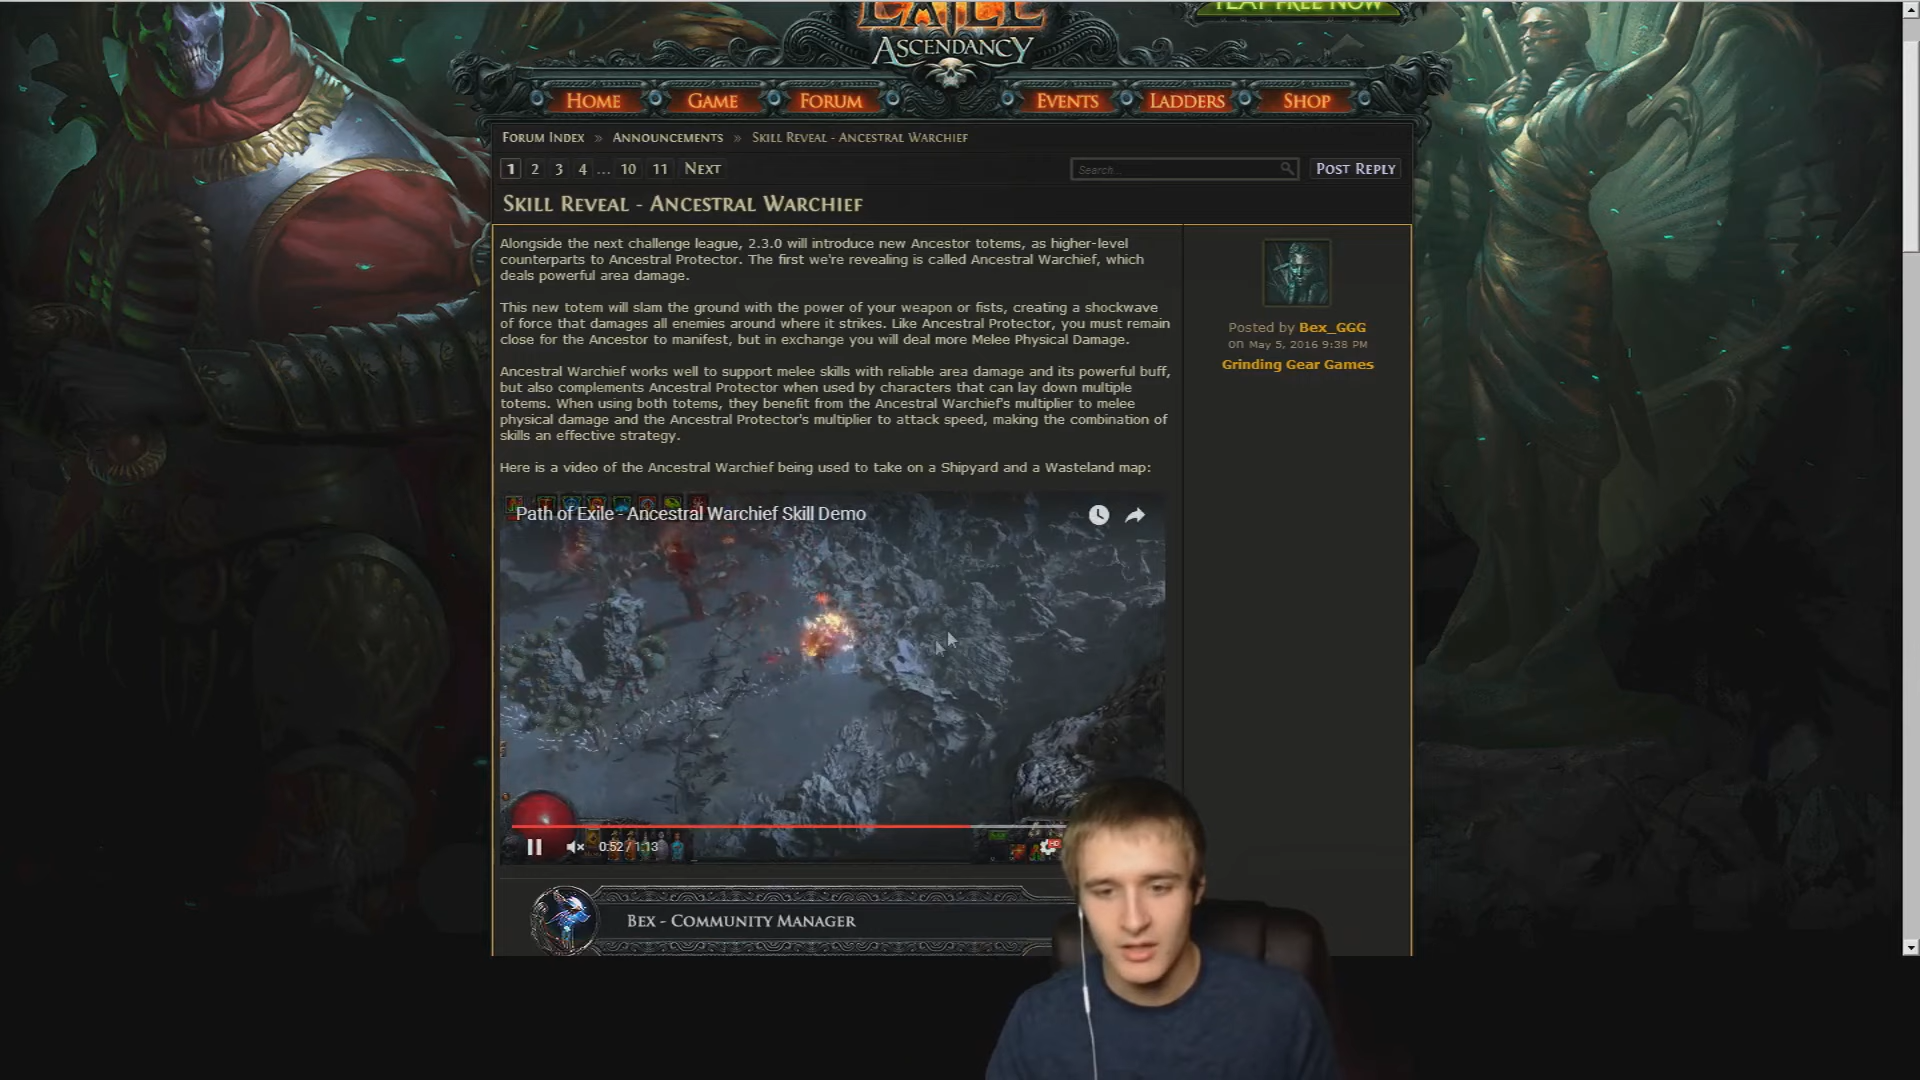 EXILE
PLAY FREE NOW
ASCENDANCY
HOME GAME FORUM EVENTS LADDERS SHOP
FORUM INDEX » ANNOUNCEMENTS » SKILL REVEAL - ANCESTRAL WARCHIEF
1 2 3 4 ... 10 11 NEXT Search... POST REPLY
SKILL REVEAL - ANCESTRAL WARCHIEF
Alongside the next challenge league, 2.3.0 will introduce new Ancestor totems, as higher-level
counterparts to Ancestral Protector. The first we're revealing is called Ancestral Warchief, which
deals powerful area damage.
This new totem will slam the ground with the power of your weapon or fists, creating a shockwave
of force that damages all enemies around where it strikes. Like Ancestral Protector, you must remain
close for the Ancestor to manifest, but in exchange you will deal more Melee Physical Damage.
Ancestral Warchief works well to support melee skills with reliable area damage and its powerful buff,
but also complements Ancestral Protector when used by characters that can lay down multiple
totems. When using both totems, they benefit from the Ancestral Warchief's multiplier to melee
physical damage and the Ancestral Protector's multiplier to attack speed, making the combination of
skills an effective strategy.
Here is a video of the Ancestral Warchief being used to take on a Shipyard and a Wasteland map:
Posted by Bex_GGG
on May 5, 2016 9:38 PM
Grinding Gear Games
Path of Exile - Ancestral Warchief Skill Demo
0:52 / 1:13
HD
BEX - COMMUNITY MANAGER